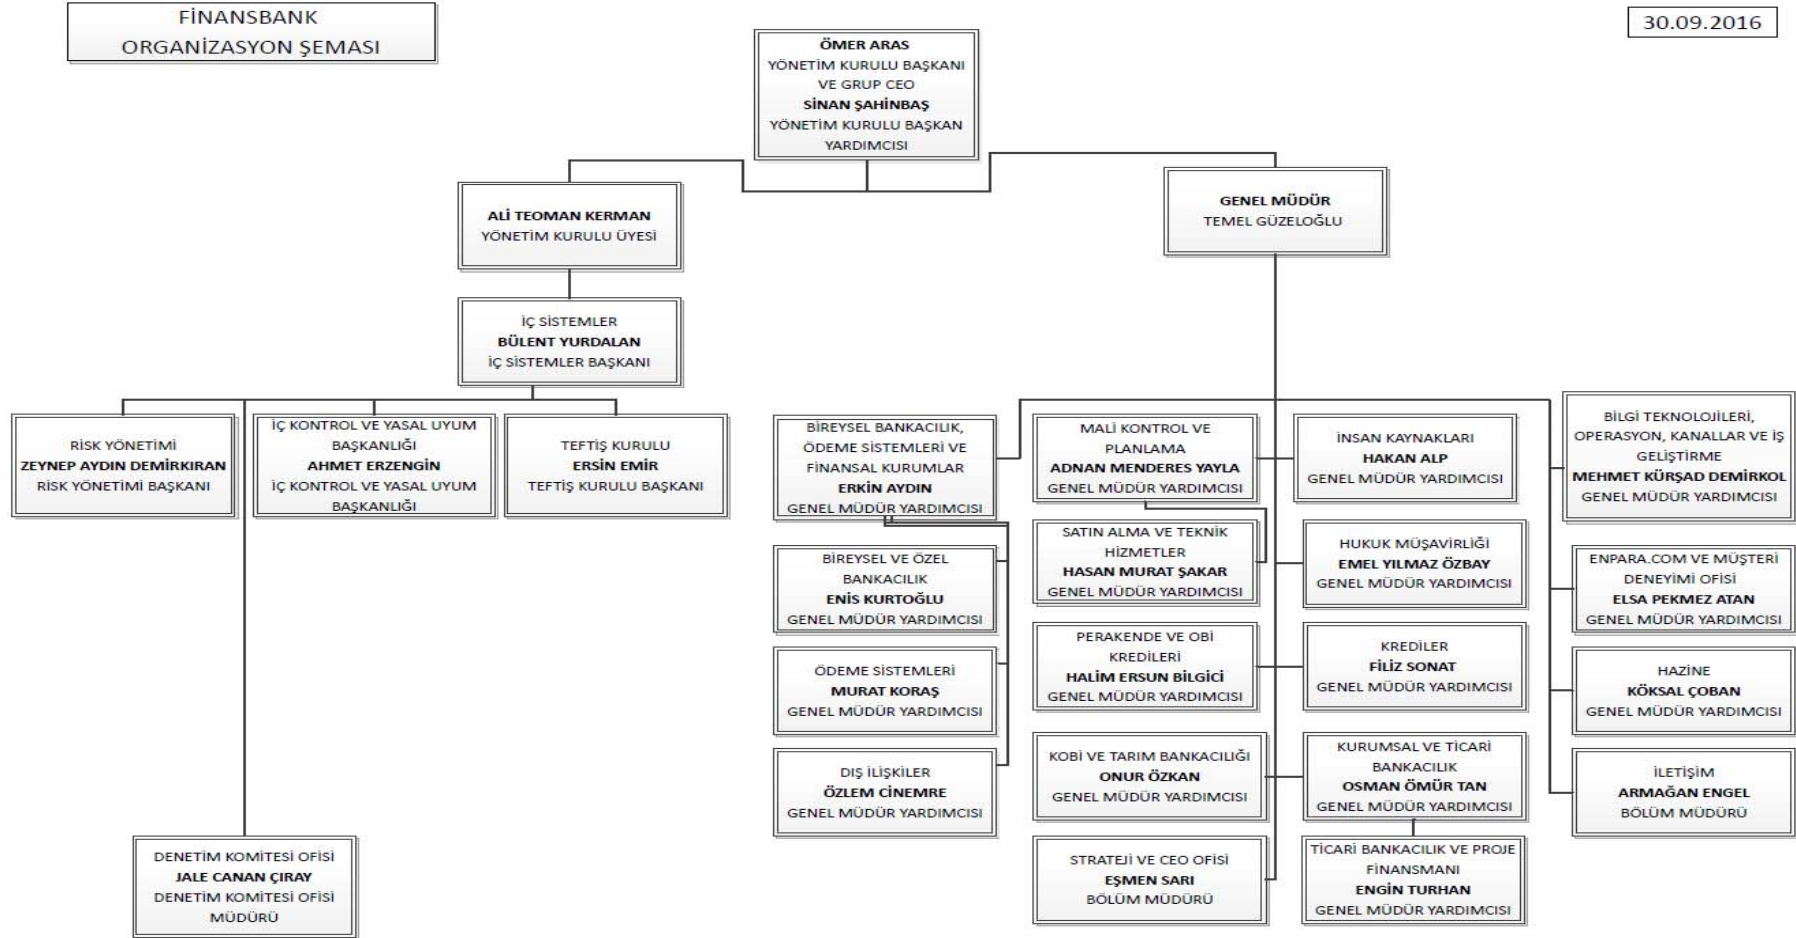 FİNANSBANK
ORGANİZASYON ŞEMASI
30.09.2016
ÖMER ARAS
YÖNETİM KURULU BAŞKANI
VE GRUP CEO
SİNAN ŞAHİNBAŞ
YÖNETİM KURULU BAŞKAN
YARDIMCISI
ALİ TEOMAN KERMAN
YÖNETİM KURULU ÜYESİ
GENEL MÜDÜR
TEMEL GÜZELOĞLU
İÇ SİSTEMLER
BÜLENT YURDALAN
İÇ SİSTEMLER BAŞKANI
RİSK YÖNETİMİ
ZEYNEP AYDIN DEMİRKIRAN
RİSK YÖNETİMİ BAŞKANI
İÇ KONTROL VE YASAL UYUM
BAŞKANLIĞI
AHMET ERZENGİN
İÇ KONTROL VE YASAL UYUM
BAŞKANLIĞI
TEFTİŞ KURULU
ERSİN EMİR
TEFTİŞ KURULU BAŞKANI
DENETİM KOMİTESİ OFİSİ
JALE CANAN ÇIRAY
DENETİM KOMİTESİ OFİSİ
MÜDÜRÜ
BİREYSEL BANKACILIK,
ÖDEME SİSTEMLERİ VE
FİNANSAL KURUMLAR
ERKİN AYDIN
GENEL MÜDÜR YARDIMCISI
BİREYSEL VE ÖZEL
BANKACILIK
ENİS KURTOĞLU
GENEL MÜDÜR YARDIMCISI
ÖDEME SİSTEMLERİ
MURAT KORAŞ
GENEL MÜDÜR YARDIMCISI
DIŞ İLİŞKİLER
ÖZLEM CİNEMRE
GENEL MÜDÜR YARDIMCISI
MALİ KONTROL VE
PLANLAMA
ADNAN MENDERES YAYLA
GENEL MÜDÜR YARDIMCISI
SATIN ALMA VE TEKNİK
HİZMETLER
HASAN MURAT ŞAKAR
GENEL MÜDÜR YARDIMCISI
PERAKENDE VE OBİ
KREDİLERİ
HALİM ERSUN BİLGİCİ
GENEL MÜDÜR YARDIMCISI
KOBİ VE TARIM BANKACILIĞI
ONUR ÖZKAN
GENEL MÜDÜR YARDIMCISI
STRATEJİ VE CEO OFİSİ
EŞMEN SARI
BÖLÜM MÜDÜRÜ
İNSAN KAYNAKLARI
HAKAN ALP
GENEL MÜDÜR YARDIMCISI
HUKUK MÜŞAVİRLİĞİ
EMEL YILMAZ ÖZBAY
GENEL MÜDÜR YARDIMCISI
KREDİLER
FİLİZ SONAT
GENEL MÜDÜR YARDIMCISI
KURUMSAL VE TİCARİ
BANKACILIK
OSMAN ÖMÜR TAN
GENEL MÜDÜR YARDIMCISI
TİCARİ BANKACILIK VE PROJE
FİNANSMANI
ENGİN TURHAN
GENEL MÜDÜR YARDIMCISI
BİLGİ TEKNOLOJİLERİ,
OPERASYON, KANALLAR VE İŞ
GELİŞTİRME
MEHMET KÜRŞAD DEMİRKOL
GENEL MÜDÜR YARDIMCISI
ENPARA.COM VE MÜŞTERİ
DENEYİMİ OFİSİ
ELSA PEKMEZ ATAN
GENEL MÜDÜR YARDIMCISI
HAZİNE
KÖKSAL ÇOBAN
GENEL MÜDÜR YARDIMCISI
İLETİŞİM
ARMAĞAN ENGEL
BÖLÜM MÜDÜRÜ